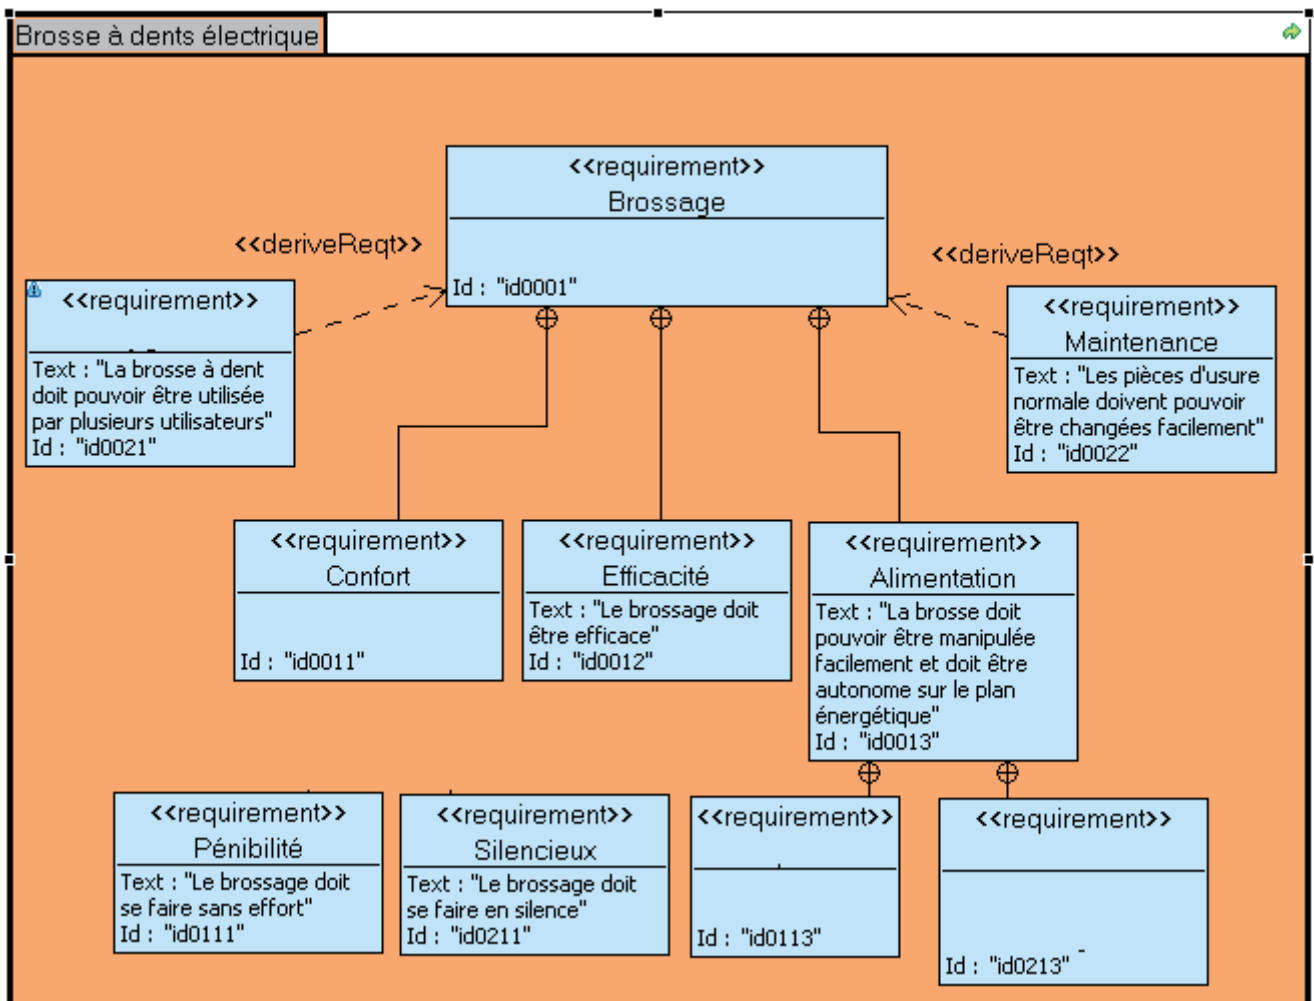 Brosse à dents électrique
<<requirement>>
Brossage
Id : "id0001"
<<deriveReqt>>
<<deriveReqt>>
<<requirement>>
Text : "La brosse à dent
doit pouvoir être utilisée
par plusieurs utilisateurs"
Id : "id0021"
<<requirement>>
Maintenance
Text : "Les pièces d'usure
normale doivent pouvoir
être changées facilement"
Id : "id0022"
<<requirement>>
Confort
Id : "id0011"
<<requirement>>
Efficacité
Text : "Le brossage doit
être efficace"
Id : "id0012"
<<requirement>>
Alimentation
Text : "La brosse doit
pouvoir être manipulée
facilement et doit être
autonome sur le plan
énergétique"
Id : "id0013"
<<requirement>>
Pénibilité
Text : "Le brossage doit
se faire sans effort"
Id : "id0111"
<<requirement>>
Silencieux
Text : "Le brossage doit
se faire en silence"
Id : "id0211"
<<requirement>>
Id : "id0113"
<<requirement>>
Id : "id0213"